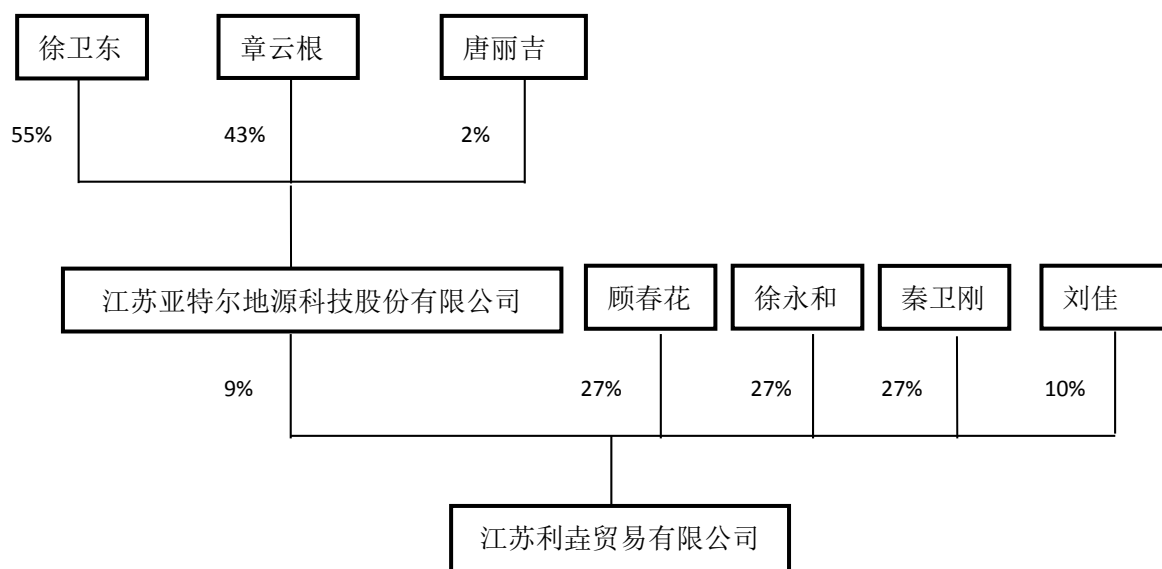 徐卫东
章云根
唐丽吉
55%
43%
2%
江苏亚特尔地源科技股份有限公司
顾春花
徐永和
秦卫刚
刘佳
9%
27%
27%
27%
10%
江苏利垚贸易有限公司